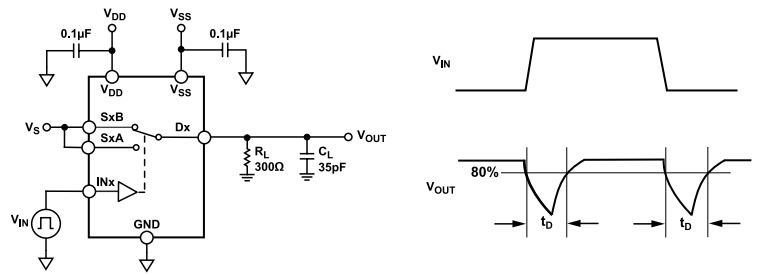 VDD
VSS
0.1µF
0.1µF
VDD
VSS
VS
SxB
SxA
Dx
VOUT
RL
300Ω
CL
35pF
INx
VIN
GND
VIN
VOUT
80%
tD
tD